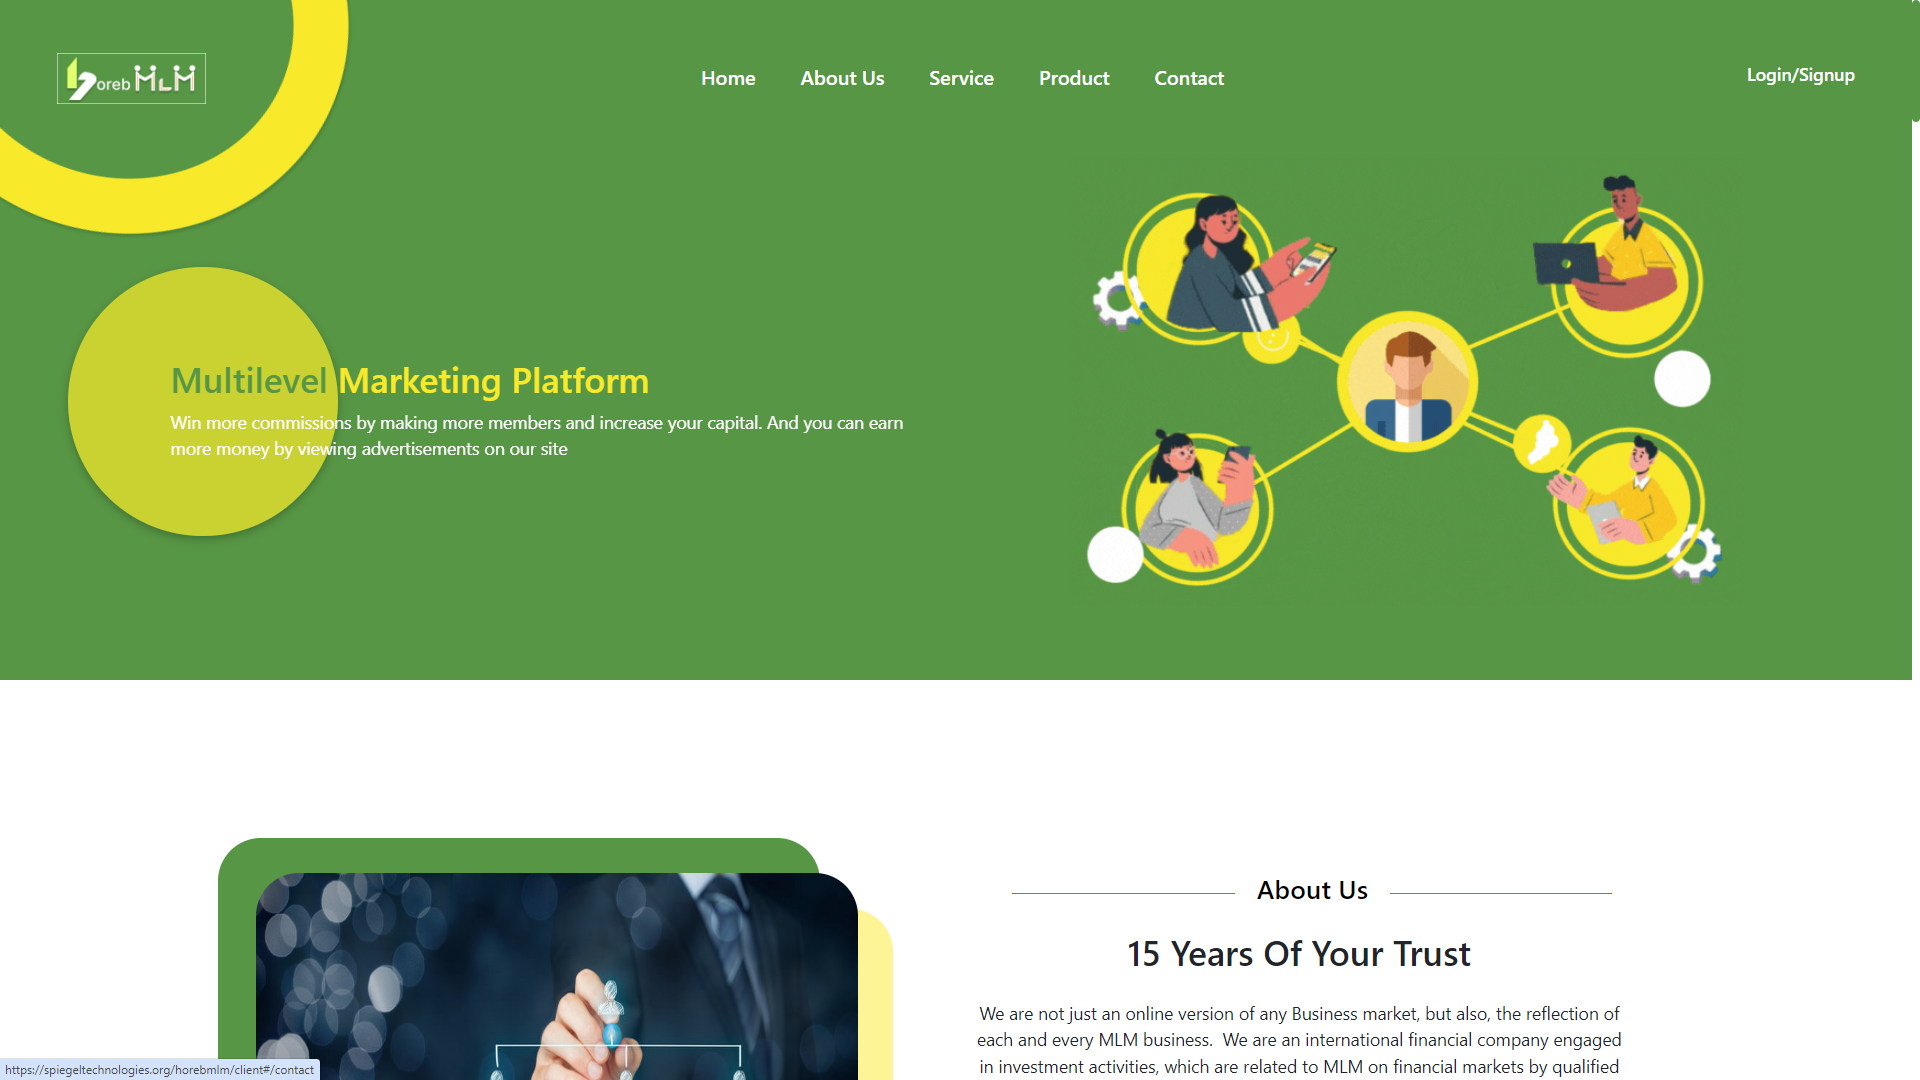 oreb MLM
Home About Us Service Product Contact
Login/Signup
Multilevel Marketing Platform
Win more commissions by making more members and increase your capital. And you can earn
more money by viewing advertisements on our site
About Us
15 Years Of Your Trust
We are not just an online version of any Business market, but also, the reflection of
each and every MLM business. We are an international financial company engaged
in investment activities, which are related to MLM on financial markets by qualified
https://spiegeltechnologies.org/horebmlm/client#/contact